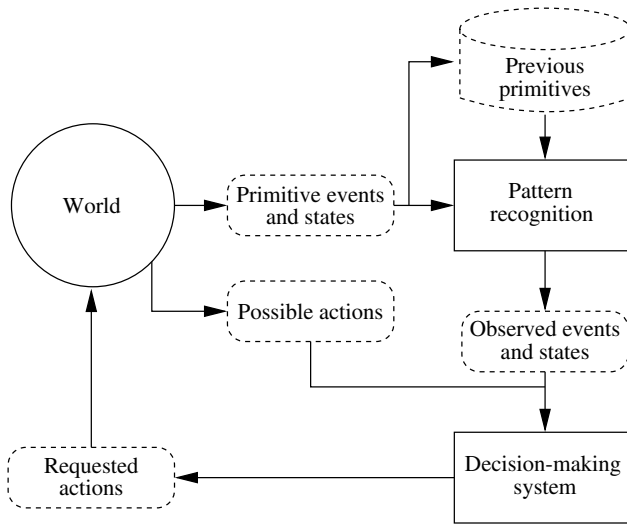 Previous
primitives
World
Primitive events
and states
Pattern
recognition
Possible actions
Observed events
and states
Requested
actions
Decision-making
system